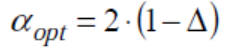 α_opt = 2 · (1 − Δ)